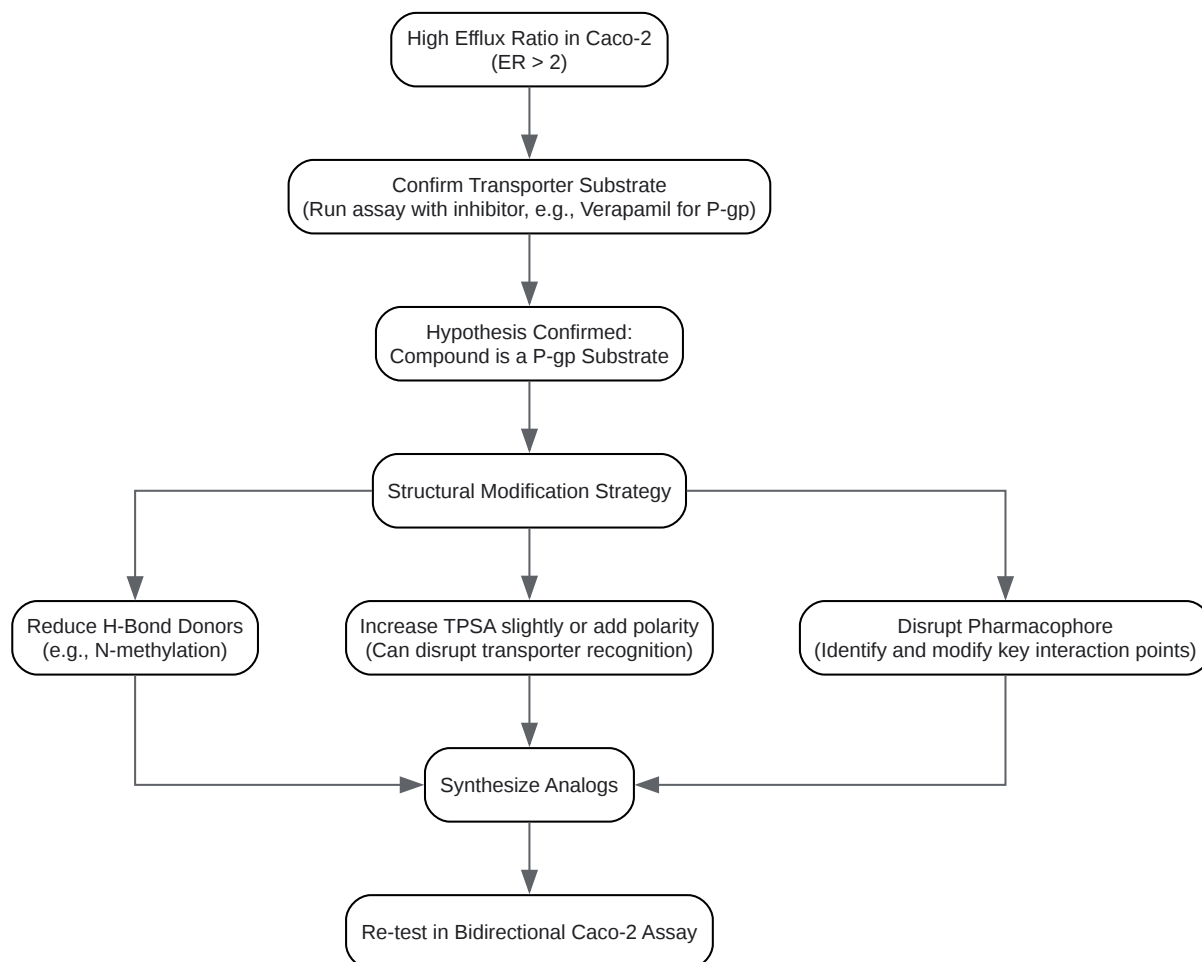 High Efflux Ratio in Caco-2
(ER > 2)
Confirm Transporter Substrate
(Run assay with inhibitor, e.g., Verapamil for P-gp)
Hypothesis Confirmed:
Compound is a P-gp Substrate
Structural Modification Strategy
Reduce H-Bond Donors
(e.g., N-methylation)
Increase TPSA slightly or add polarity
(Can disrupt transporter recognition)
Disrupt Pharmacophore
(Identify and modify key interaction points)
Synthesize Analogs
Re-test in Bidirectional Caco-2 Assay